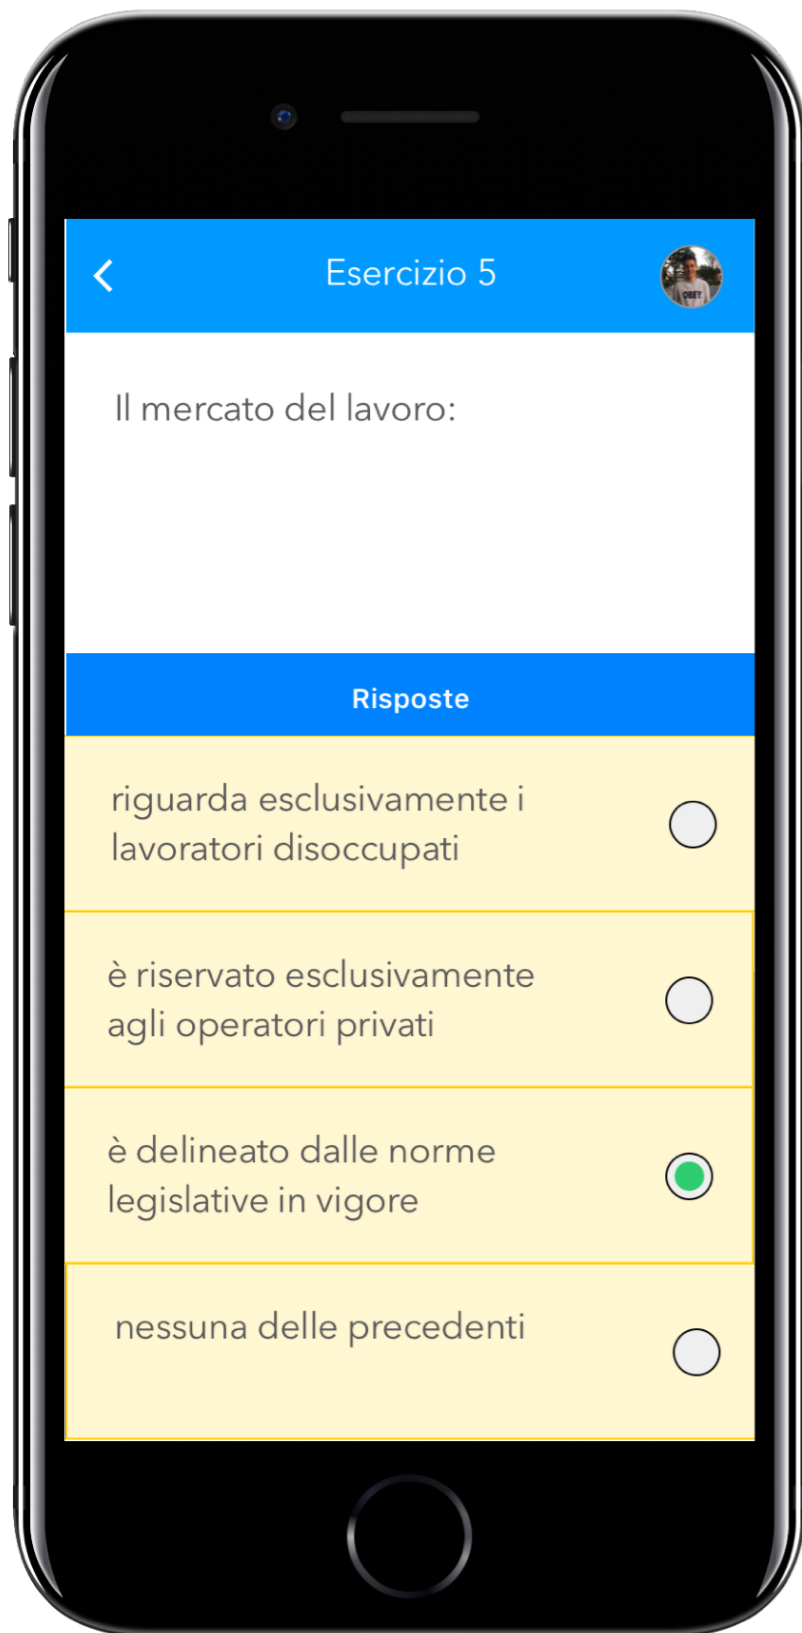 Esercizio 5
OBEY
Il mercato del lavoro:
Risposte
riguarda esclusivamente i
lavoratori disoccupati
è riservato esclusivamente
agli operatori privati
è delineato dalle norme
legislative in vigore
nessuna delle precedenti